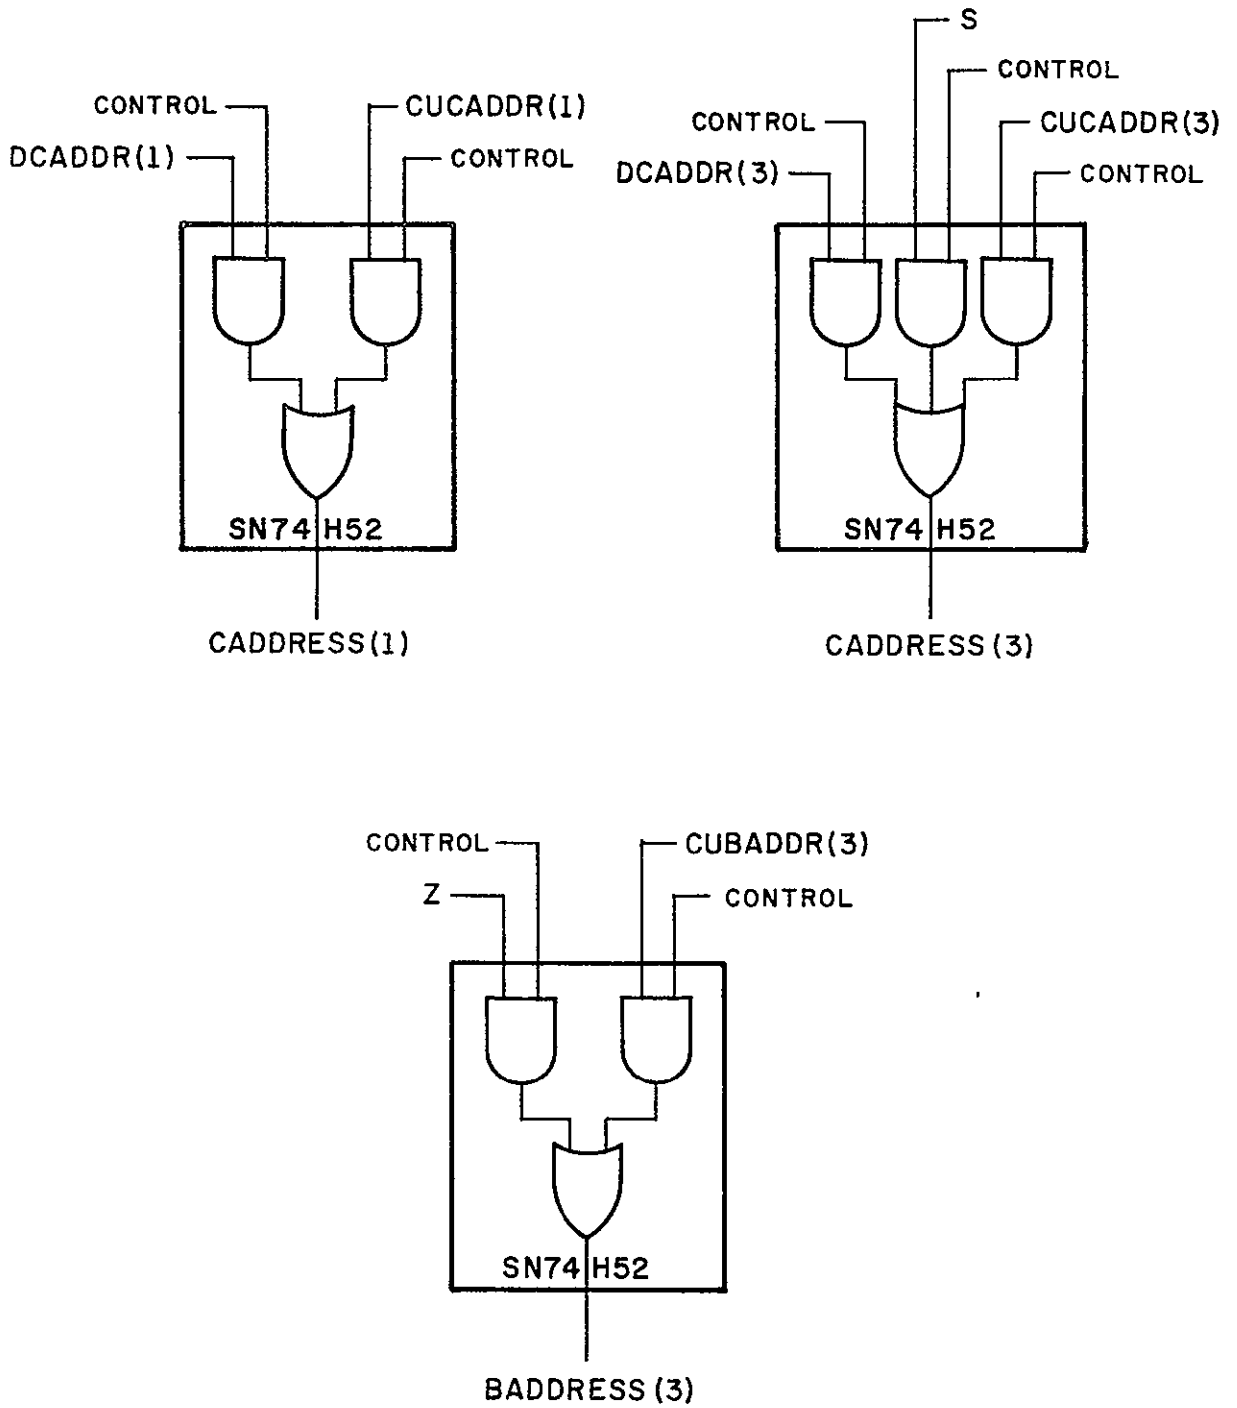 S
CONTROL
CONTROL
CUCADDR(1)
CONTROL
CUCADDR(3)
DCADDR(1)
CONTROL
DCADDR(3)
CONTROL
SN74 H52
SN74 H52
CADDRESS(1)
CADDRESS(3)
CONTROL
CUBADDR(3)
Z
CONTROL
SN74 H52
BADDRESS(3)